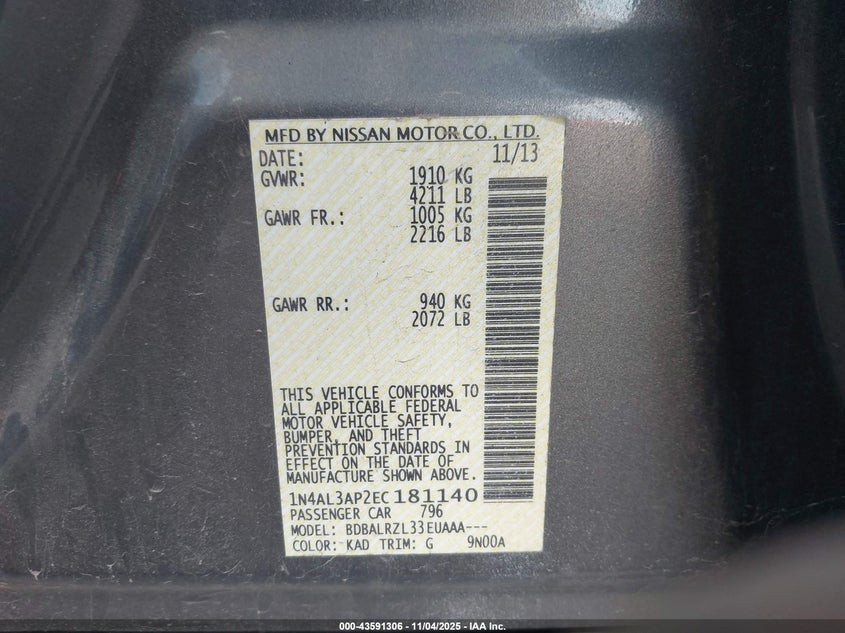 MFD BY NISSAN MOTOR CO., LTD.
DATE: 11/13
GVWR: 1910 KG
4211 LB
GAWR FR.: 1005 KG
2216 LB
GAWR RR.: 940 KG
2072 LB
THIS VEHICLE CONFORMS TO
ALL APPLICABLE FEDERAL
MOTOR VEHICLE SAFETY,
BUMPER, AND THEFT
PREVENTION STANDARDS IN
EFFECT ON THE DATE OF
MANUFACTURE SHOWN ABOVE.
1N4AL3AP2EC181140
PASSENGER CAR 796
MODEL: BDBALRZL33EUAAA---
COLOR: KAD TRIM: G 9N00A
000-43591306 - 11/04/2025 - IAA Inc.